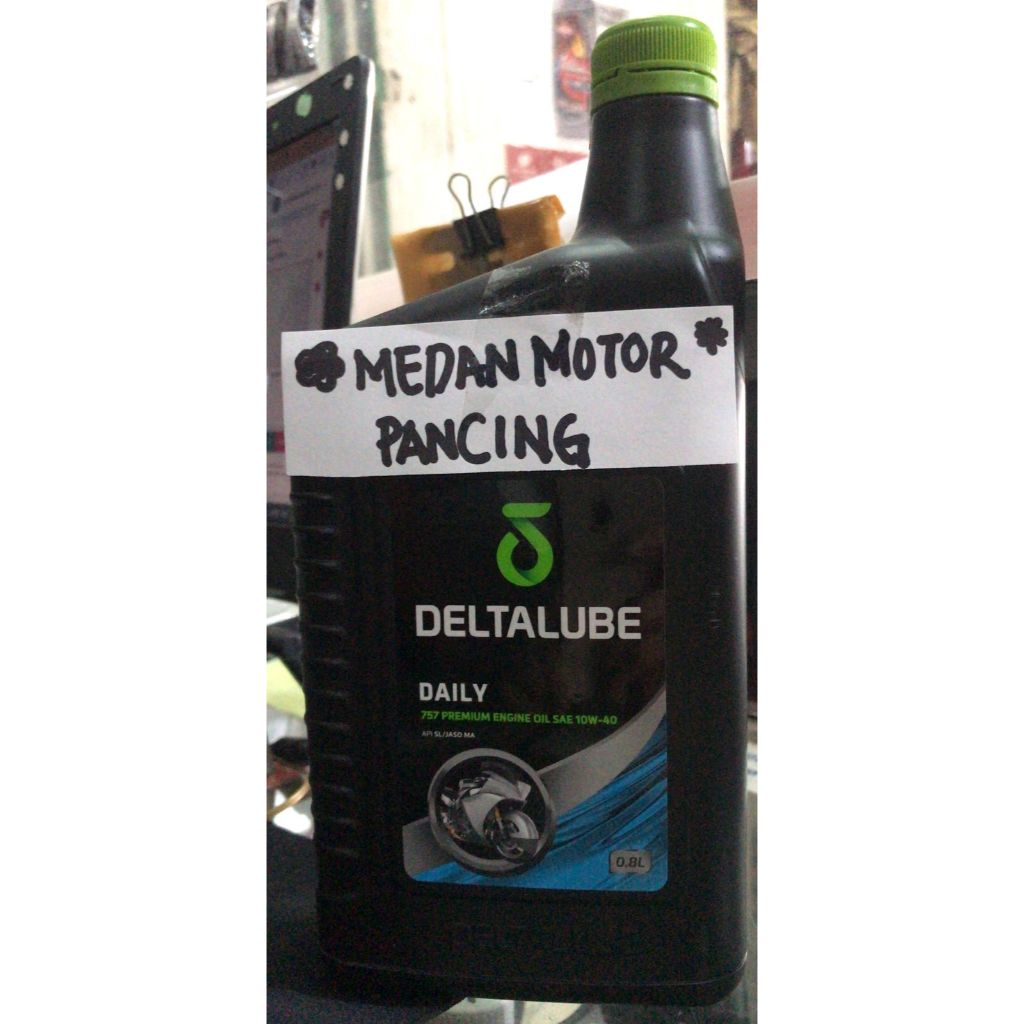 MEDAN MOTOR
PANCING
DELTALUBE
DAILY
757 PREMIUM ENGINE OIL SAE 10W-40
API SL/JASO MA
0.8L